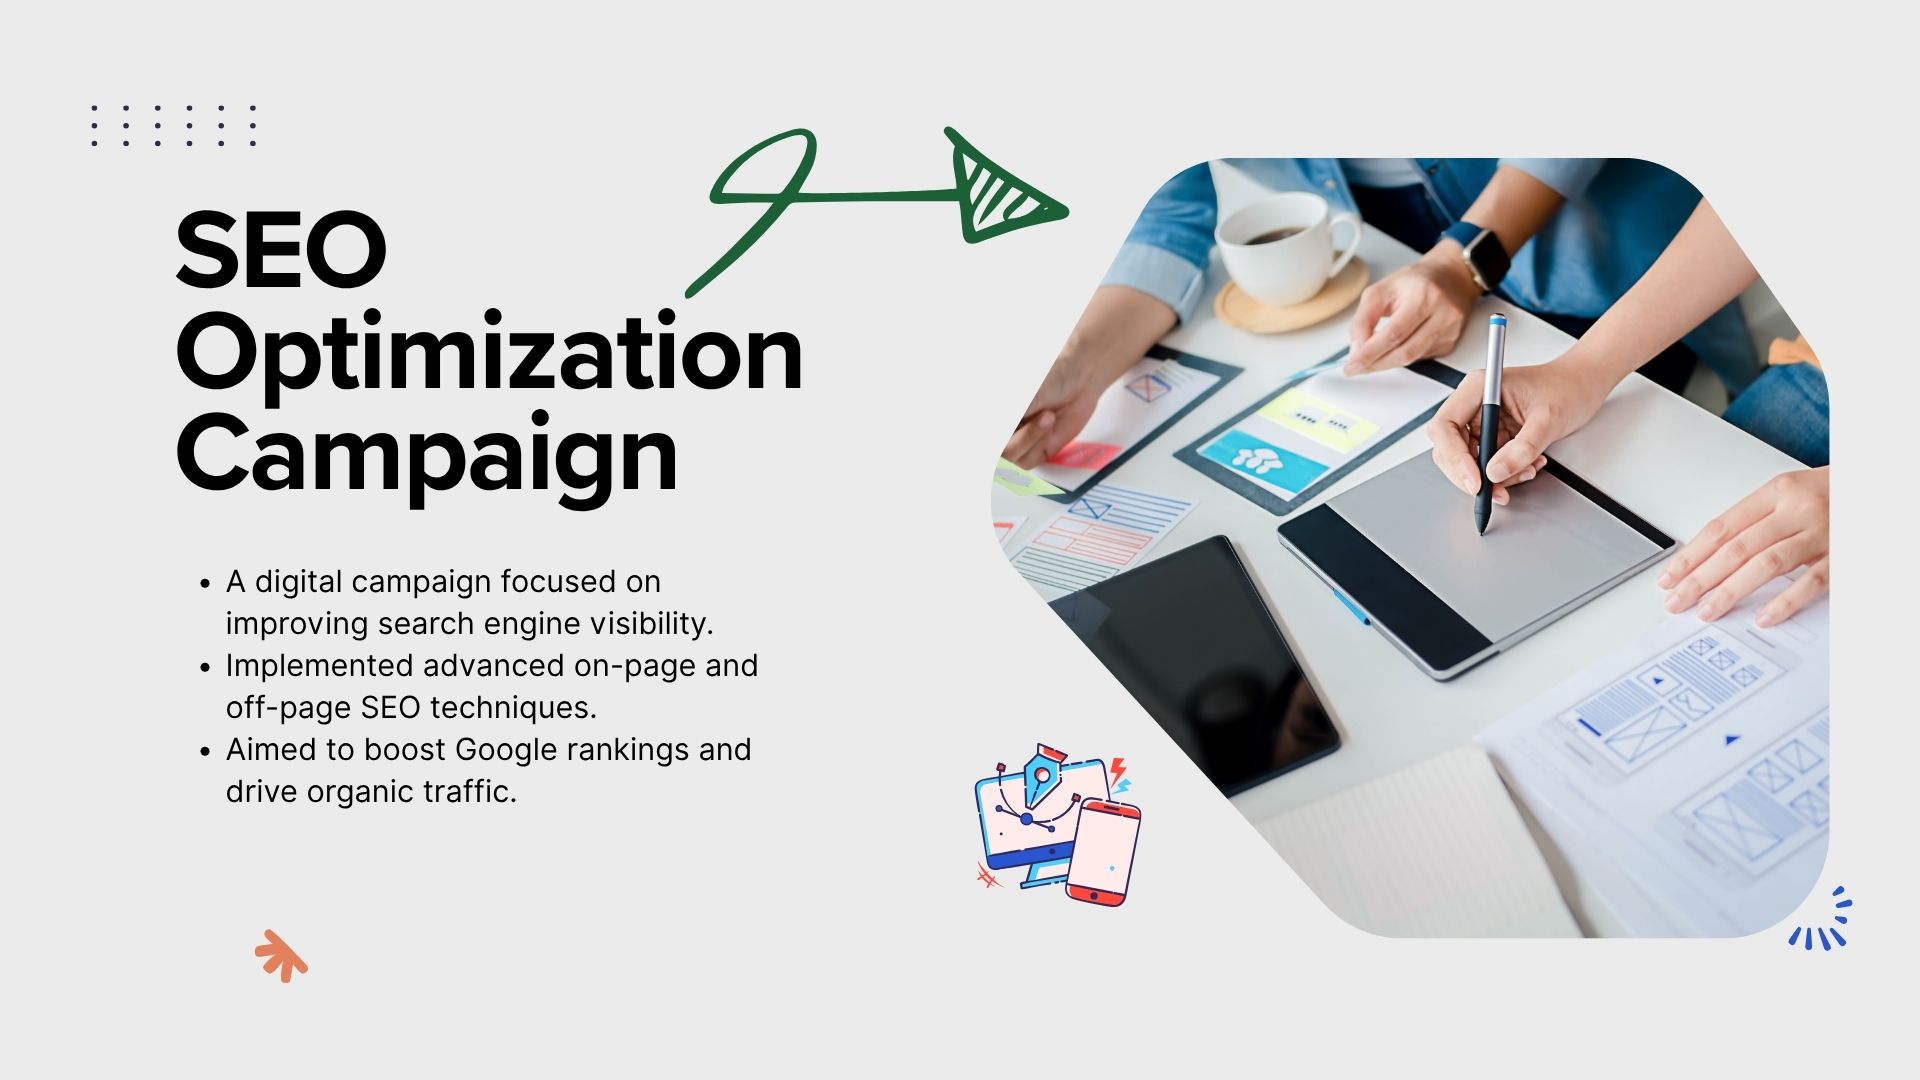 SEO
Optimization
Campaign
• A digital campaign focused on
improving search engine visibility.
• Implemented advanced on-page and
off-page SEO techniques.
• Aimed to boost Google rankings and
drive organic traffic.